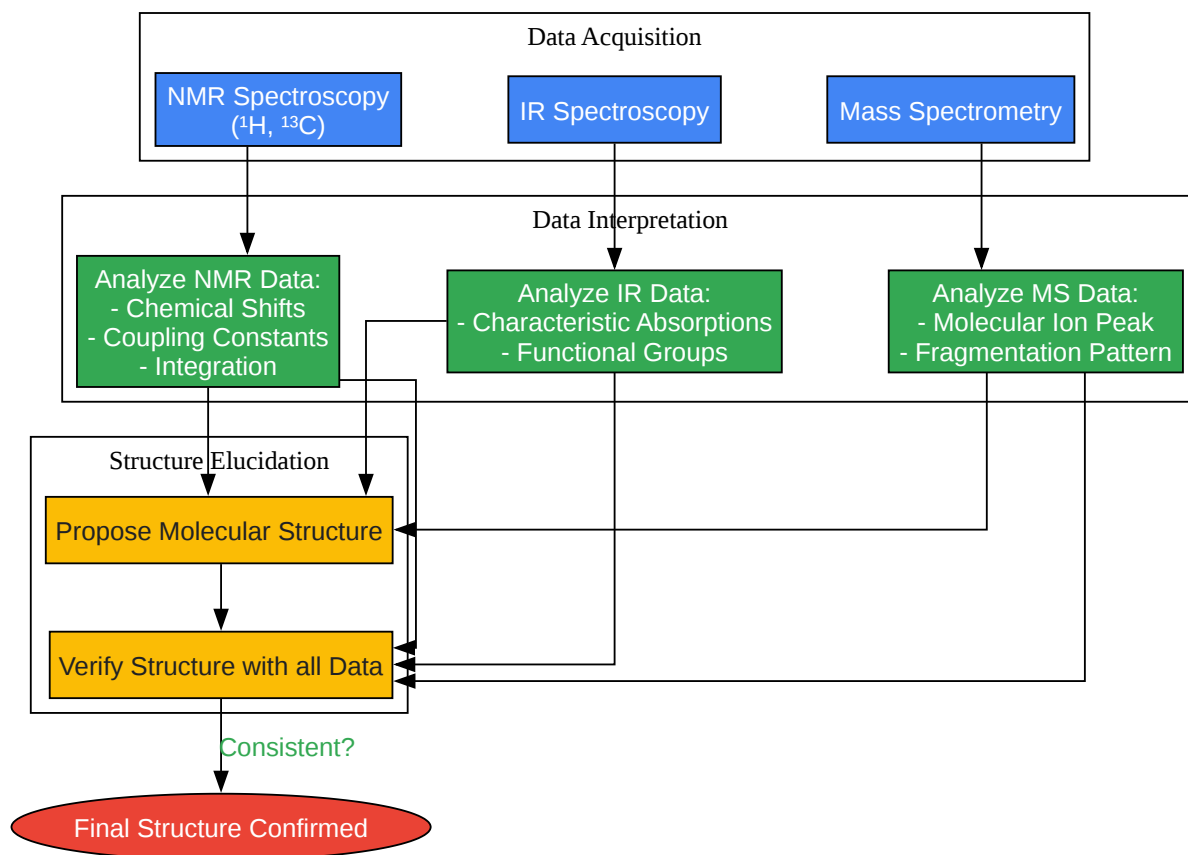 Data Acquisition
NMR Spectroscopy
(¹H, ¹³C)
IR Spectroscopy
Mass Spectrometry
Data Interpretation
Analyze NMR Data:
- Chemical Shifts
- Coupling Constants
- Integration
Analyze IR Data:
- Characteristic Absorptions
- Functional Groups
Analyze MS Data:
- Molecular Ion Peak
- Fragmentation Pattern
Structure Elucidation
Propose Molecular Structure
Verify Structure with all Data
Consistent?
Final Structure Confirmed